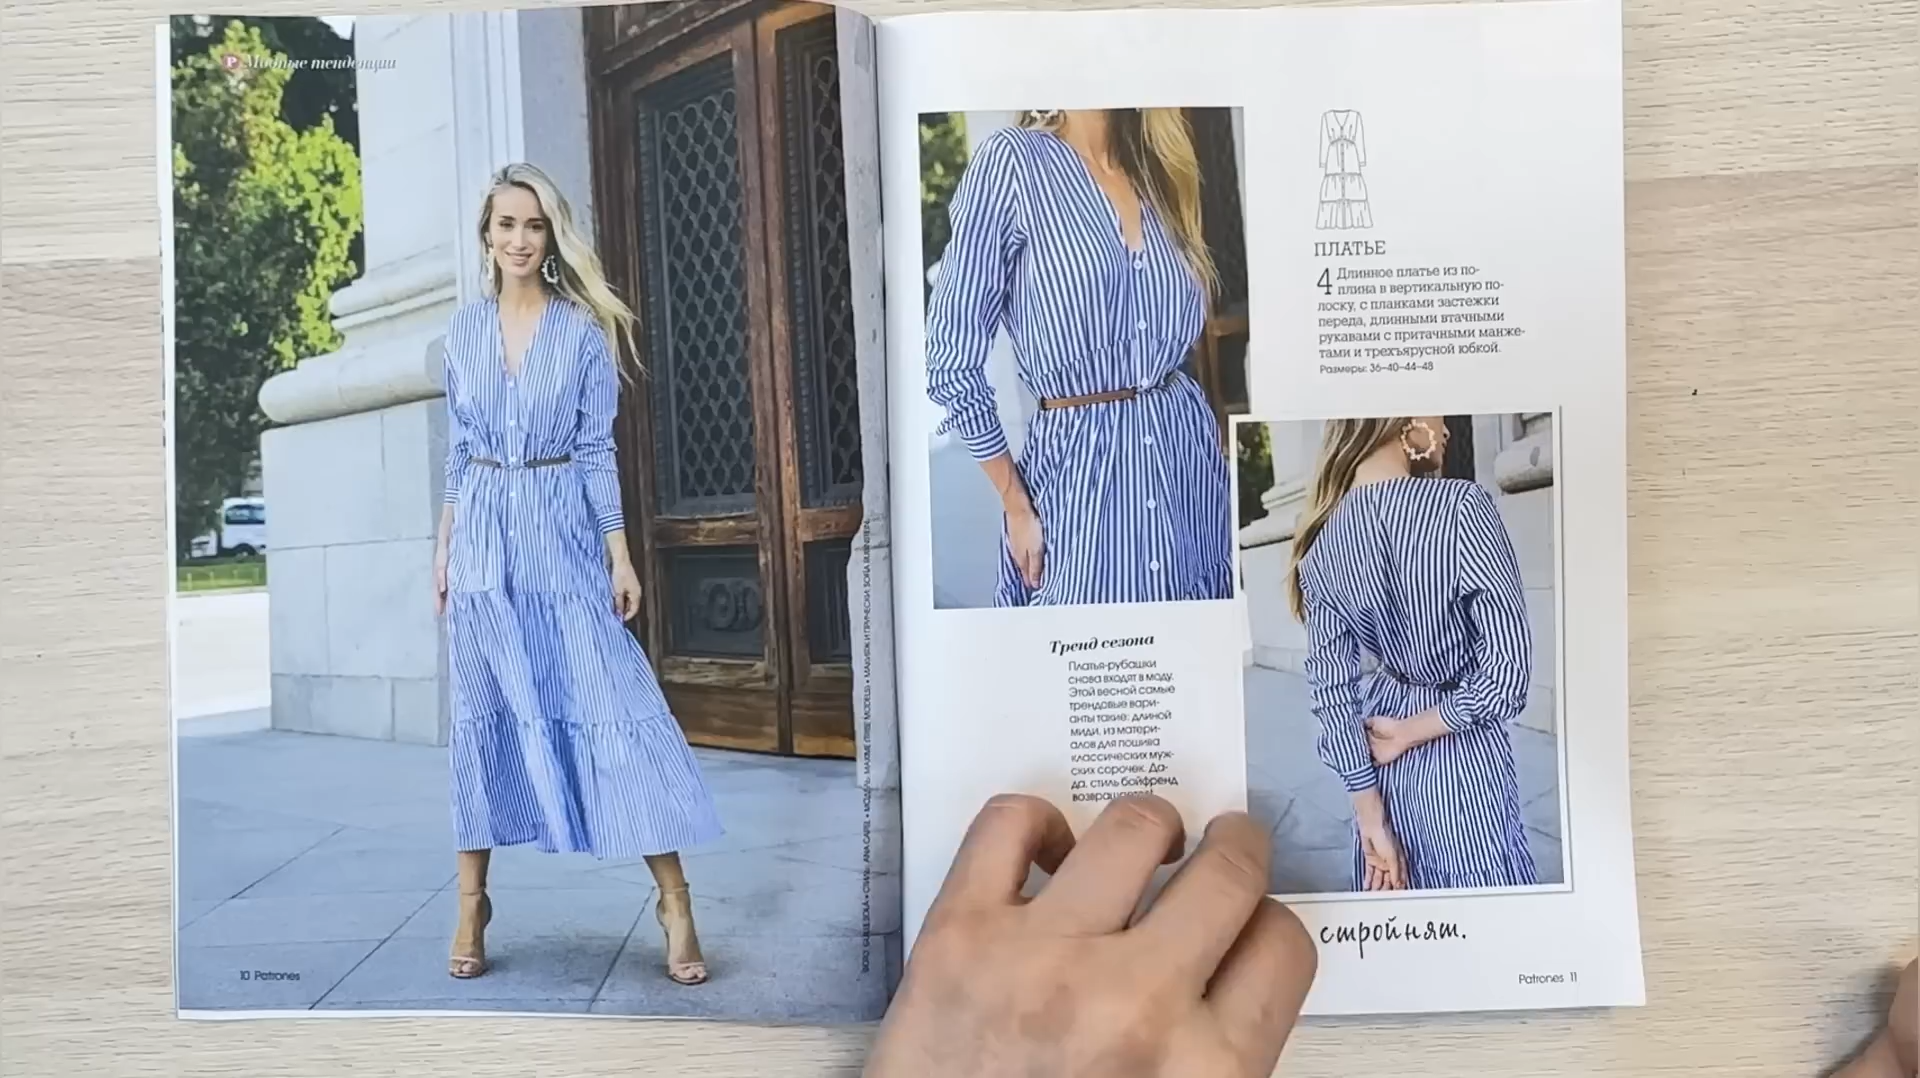 P Модные тенденции
10 Patrones
ПЛАТЬЕ
4 Длинное платье из по-
плина в вертикальную по-
лоску, с планками застежки
переда, длинными втачными
рукавами с притачными манже-
тами и трехъярусной юбкой.
Размеры: 36–40–44–48
Тренд сезона
Платья-рубашки
снова входят в моду.
Этой весной самые
трендовые вари-
анты такие: длиной
миди, из матери-
алов для пошива
классических муж-
ских сорочек. Да-
да, стиль бойфренд
стройнят.
Patrones 11